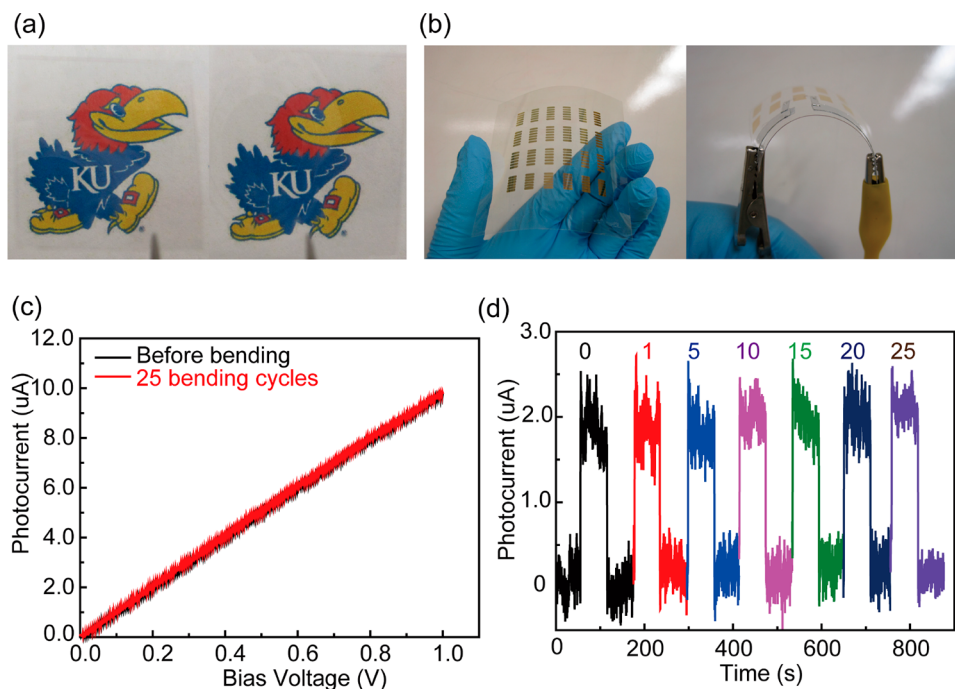 (a)
KU
®
KU
®
(b)
(c)
12.0
10.0
8.0
6.0
4.0
2.0
0.0
Photocurrent (uA)
Before bending
25 bending cycles
0.0 0.2 0.4 0.6 0.8 1.0
Bias Voltage (V)
(d)
3.0
2.0
1.0
0
Photocurrent (uA)
0 1 5 10 15 20 25
0 200 400 600 800
Time (s)